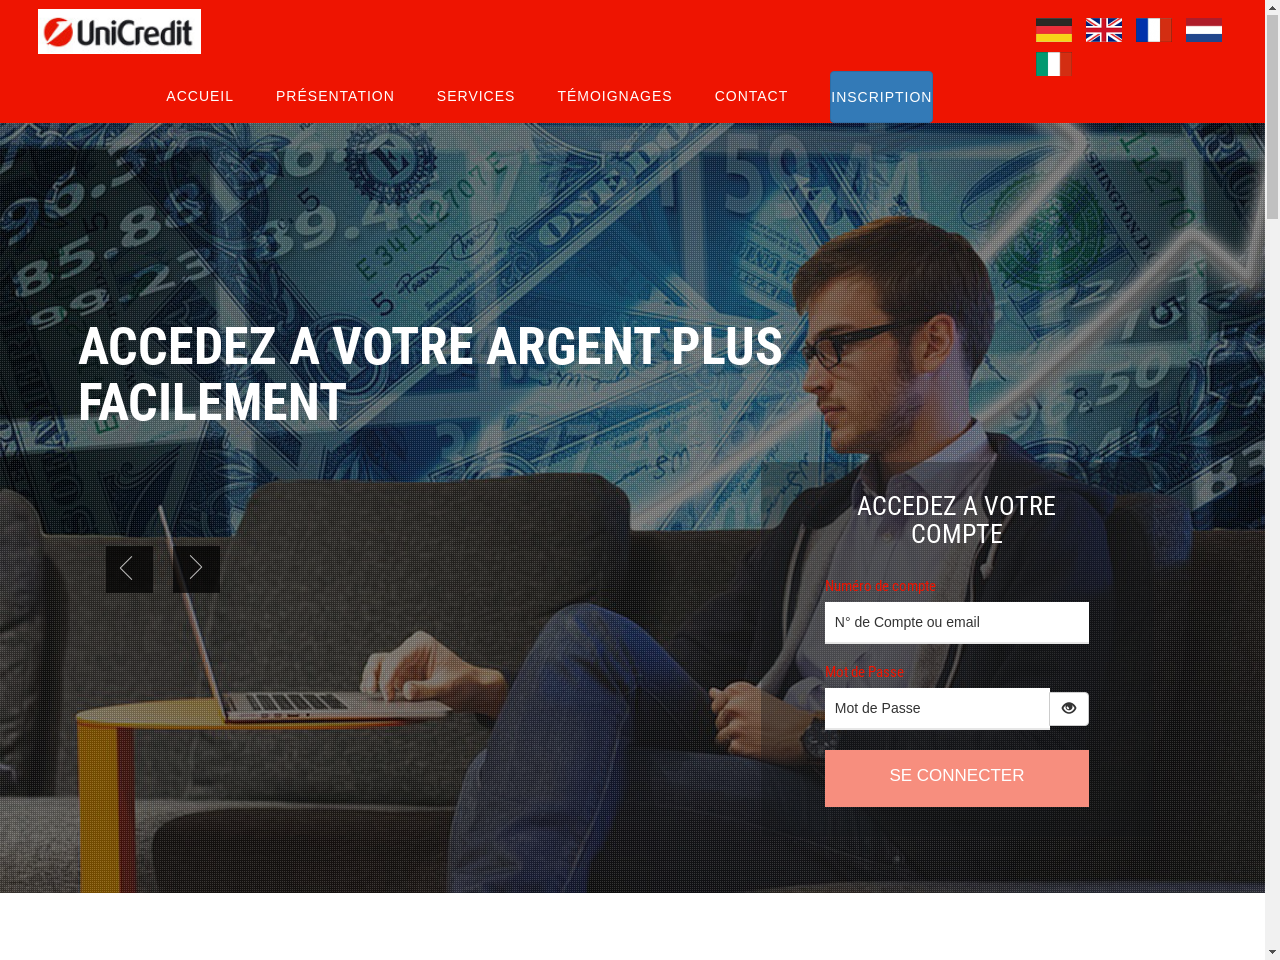 UniCredit
ACCUEIL PRÉSENTATION SERVICES TÉMOIGNAGES CONTACT INSCRIPTION
ACCEDEZ A VOTRE ARGENT PLUS
FACILEMENT
ACCEDEZ A VOTRE
COMPTE
Numéro de compte
N° de Compte ou email
Mot de Passe
Mot de Passe
SE CONNECTER